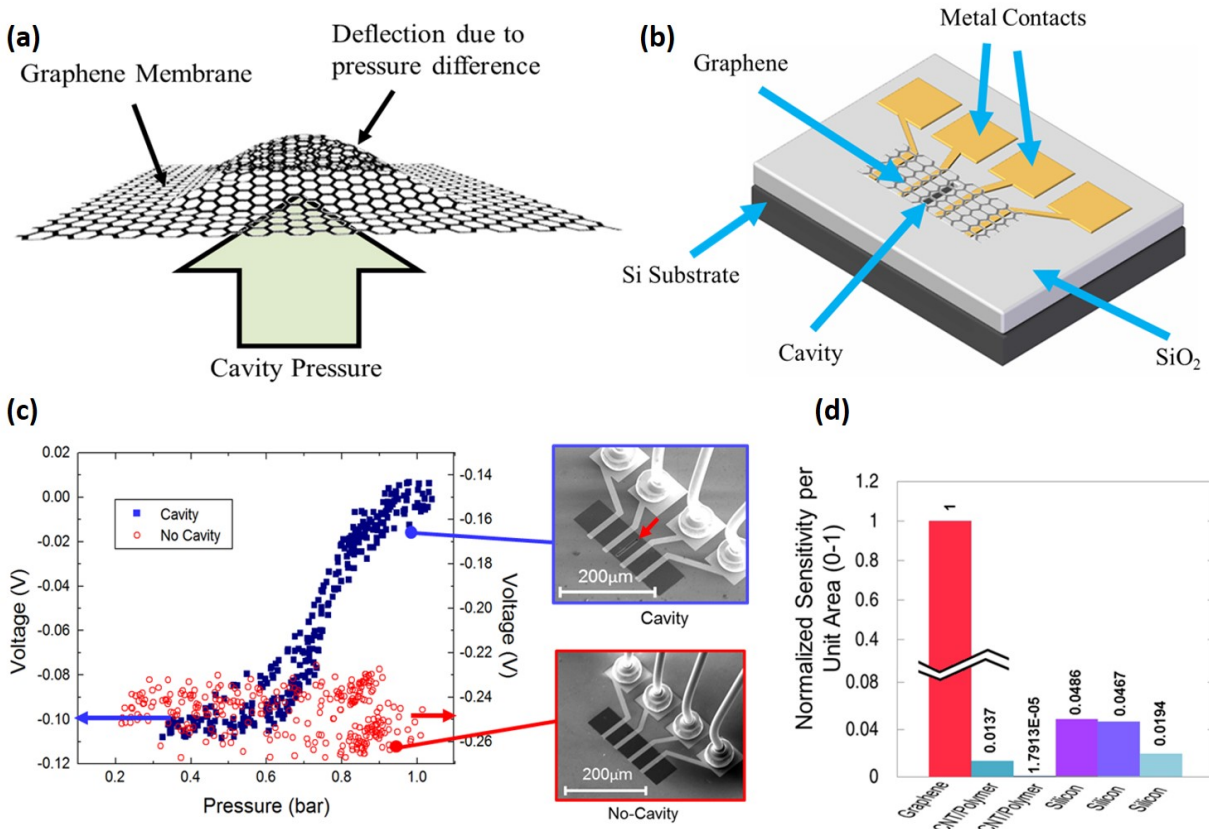 (a)
Graphene Membrane
Deflection due to
pressure difference
Cavity Pressure
(b)
Metal Contacts
Graphene
Si Substrate
Cavity
SiO₂
(c)
0.02
0.00
-0.02
-0.04
-0.06
-0.08
-0.10
-0.12
Voltage (V)
Cavity
No Cavity
-0.14
-0.16
-0.18
-0.20
-0.22
-0.24
-0.26
Voltage (V)
0.2
0.4
0.6
0.8
1.0
Pressure (bar)
200µm
Cavity
200µm
No-Cavity
(d)
Normalized Sensitivity per
Unit Area (0-1)
1.2
1
0.8
0.4
0.08
0.04
0
1
0.0137
1.7913E-05
0.0486
0.0467
0.0194
Graphene
CNT/Polymer
CNT/Polymer
Silicon
Silicon
Silicon